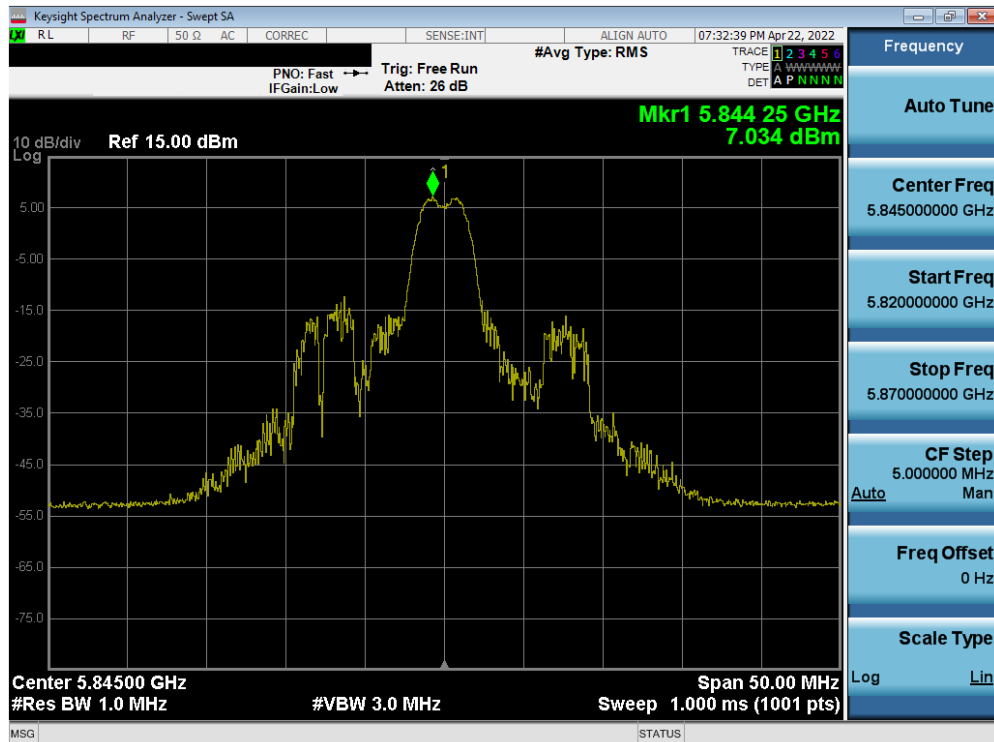 Keysight Spectrum Analyzer - Swept SA
LXI RL RF 50 Ω AC CORREC SENSE:INT ALIGN AUTO 07:32:39 PM Apr 22, 2022
Frequency
#Avg Type: RMS TRACE 1 2 3 4 5 6
PNO: Fast Trig: Free Run TYPE A WWWWW
IFGain:Low Atten: 26 dB DET A P N N N N
Auto Tune
Mkr1 5.844 25 GHz
7.034 dBm
10 dB/div Ref 15.00 dBm
Log
1
5.00
-5.00
-15.0
-25.0
-35.0
-45.0
-55.0
-65.0
-75.0
Center Freq
5.845000000 GHz
Start Freq
5.820000000 GHz
Stop Freq
5.870000000 GHz
CF Step
5.000000 MHz
Auto Man
Freq Offset
0 Hz
Scale Type
Log Lin
Center 5.84500 GHz Span 50.00 MHz
#Res BW 1.0 MHz #VBW 3.0 MHz Sweep 1.000 ms (1001 pts)
MSG STATUS